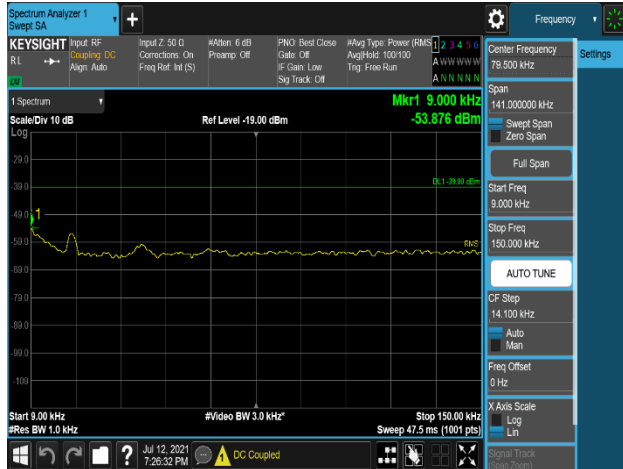 Spectrum Analyzer 1
Swept SA
+
Frequency
KEYSIGHT
R L
LV
Input: RF
Coupling: DC
Align: Auto
Input Z: 50 Ω
Corrections: On
Freq Ref: Int (S)
#Atten: 6 dB
Preamp: Off
PNO: Best Close
Gate: Off
IF Gain: Low
Sig Track: Off
#Avg Type: Power (RMS)
Avg|Hold: 100/100
Trig: Free Run
1 2 3 4 5 6
A W W W W W
A N N N N N
1 Spectrum
Scale/Div 10 dB
Log
Ref Level -19.00 dBm
Mkr1 9.000 kHz
-53.876 dBm
-29.0
DL1 -39.00 dBm
-39.0
-49.0
1
-59.0
RMS
-69.0
-79.0
-89.0
-99.0
-109
Start 9.00 kHz
#Res BW 1.0 kHz
#Video BW 3.0 kHz*
Stop 150.00 kHz
Sweep 47.5 ms (1001 pts)
?
Jul 12, 2021
7:26:32 PM
DC Coupled
Center Frequency
79.500 kHz
Settings
Span
141.000000 kHz
Swept Span
Zero Span
Full Span
Start Freq
9.000 kHz
Stop Freq
150.000 kHz
AUTO TUNE
CF Step
14.100 kHz
Auto
Man
Freq Offset
0 Hz
X Axis Scale
Log
Lin
Signal Track
(Span Zoom)